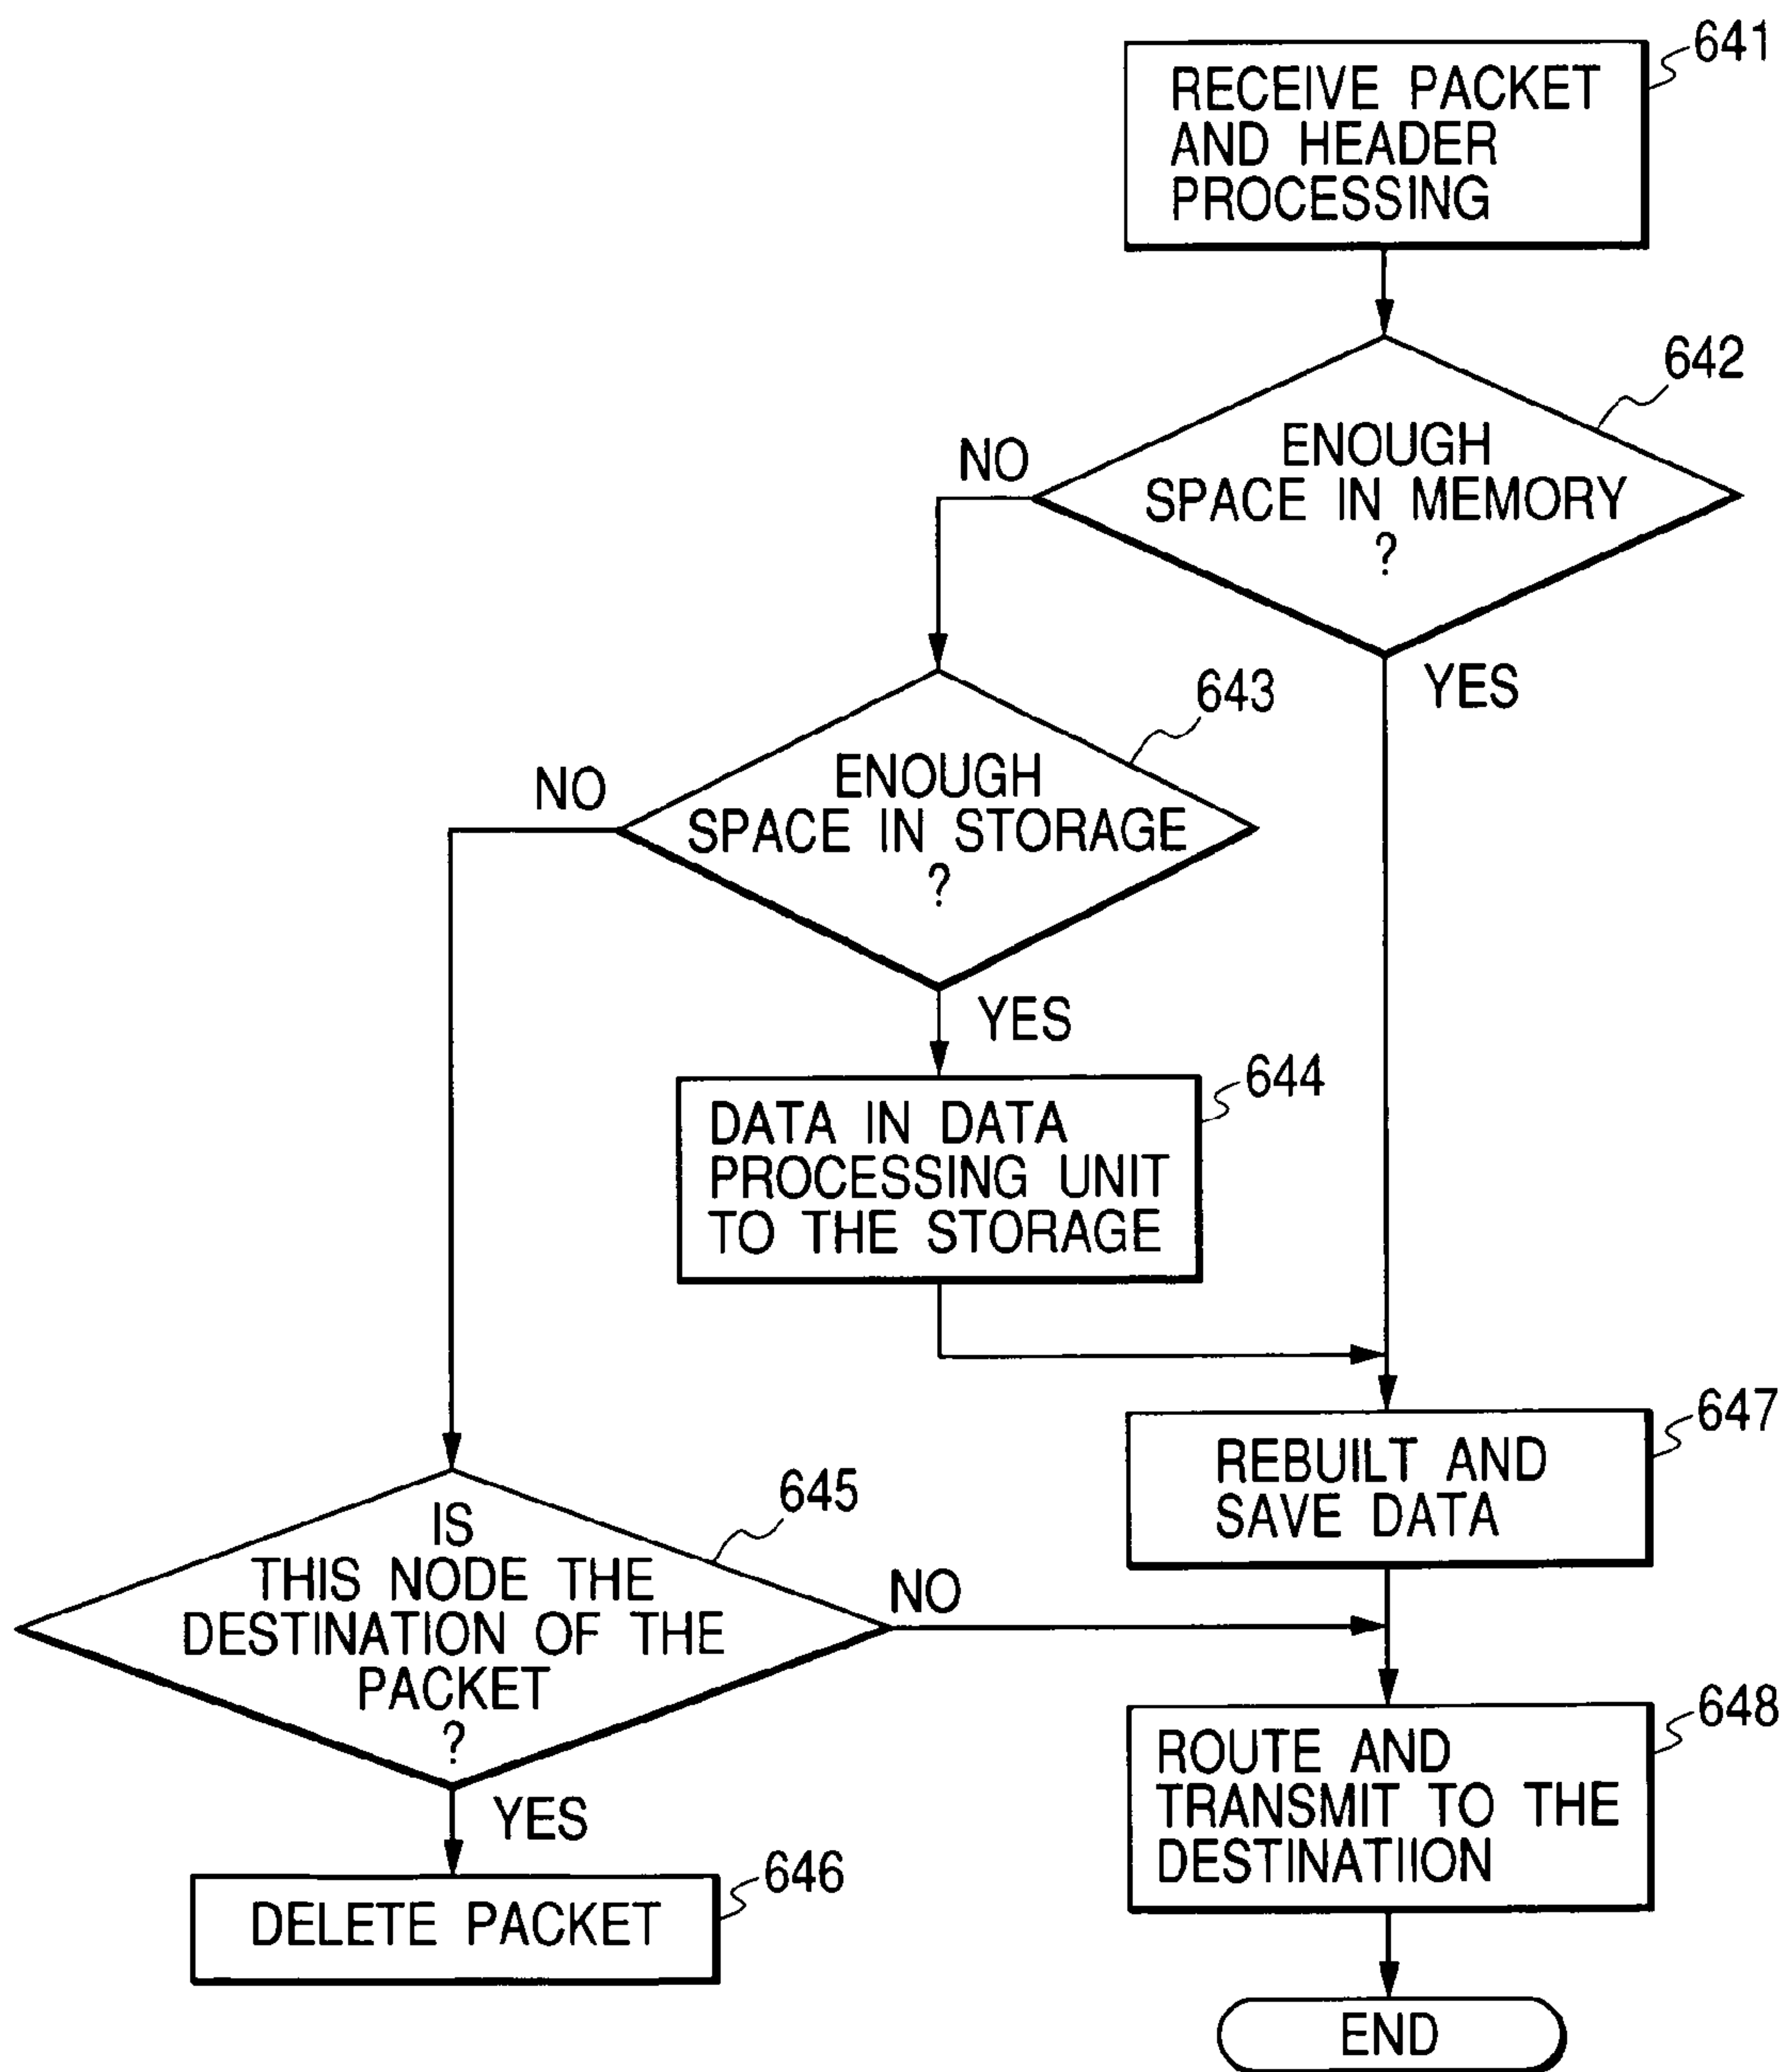 641
RECEIVE PACKET
AND HEADER
PROCESSING
642
ENOUGH
SPACE IN MEMORY
?
NO
YES
643
ENOUGH
SPACE IN STORAGE
?
NO
YES
644
DATA IN DATA
PROCESSING UNIT
TO THE STORAGE
647
REBUILT AND
SAVE DATA
645
IS
THIS NODE THE
DESTINATION OF THE
PACKET
?
NO
YES
648
ROUTE AND
TRANSMIT TO THE
DESTINATIION
646
DELETE PACKET
END